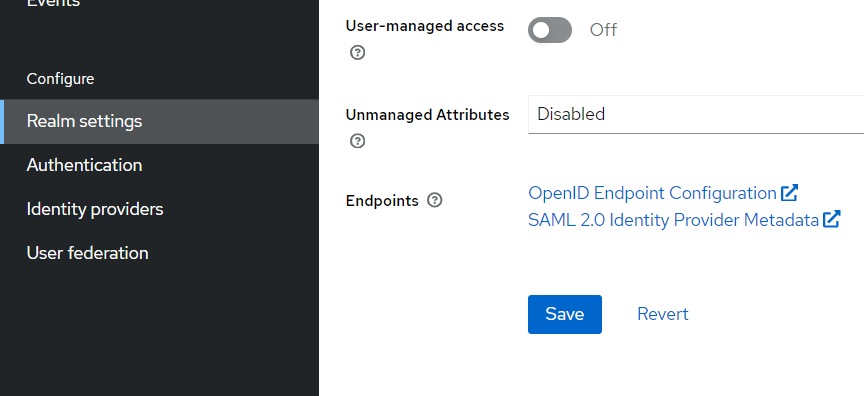 Events
Configure
Realm settings
Authentication
Identity providers
User federation
User-managed access
Off
Unmanaged Attributes
Disabled
Endpoints
OpenID Endpoint Configuration
SAML 2.0 Identity Provider Metadata
Save
Revert